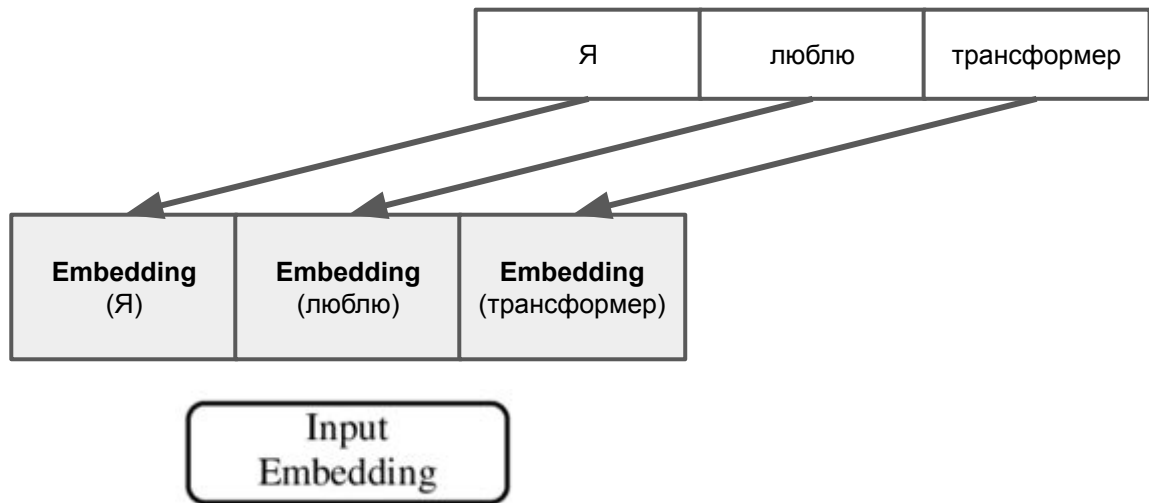 Я люблю трансформер
Embedding Embedding Embedding
(Я) (люблю) (трансформер)
Input
Embedding